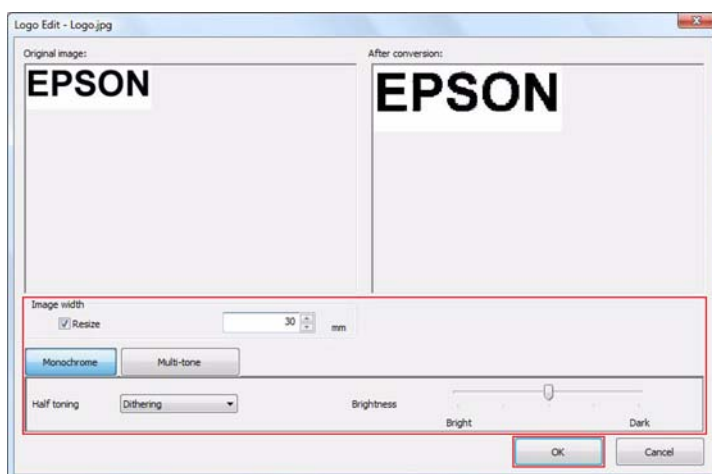 Logo Edit - Logo.jpg
Original image:
After conversion:
EPSON
EPSON
Image width
Resize
30
mm
Monochrome
Multi-tone
Half toning
Dithering
Brightness
Bright
Dark
OK
Cancel